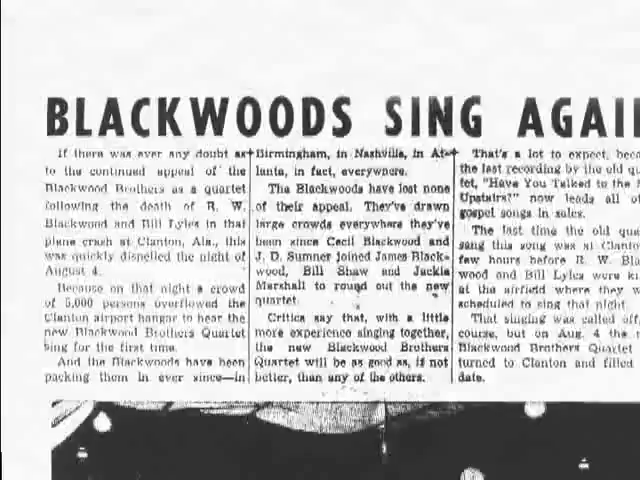 BLACKWOODS SING AGAI
If there was ever any doubt as
to the continued appeal of the
Blackwood Brothers as a quartet
following the death of R. W.
Blackwood and Bill Lyles in that
plane crash at Clanton, Ala., this
was quickly dispelled the night of
August 4.
Because on that night a crowd
of 5,000 persons overflowed the
Clanton airport hangar to hear the
new Blackwood Brothers Quartet
sing for the first time.
And the Blackwoods have been
packing them in ever since—in
Birmingham, in Nashville, in At-
lanta, in fact, everywhere.
The Blackwoods have lost none
of their appeal. They've drawn
large crowds everywhere they've
been since Cecil Blackwood and
J. D. Sumner joined James Black-
wood, Bill Shaw and Jackie
Marshall to round out the new
quartet.
Critics say that, with a little
more experience singing together,
the new Blackwood Brothers
Quartet will be as good as, if not
better, than any of the others.
That's a lot to expect, beca
the last recording by the old qu
tet, "Have You Talked to the M
Upstairs?" now leads all of
gospel songs in sales.
The last time the old qua
sang this song was at Clanto
few hours before R. W. Bla
wood and Bill Lyles were ki
at the airfield where they w
scheduled to sing that night.
That singing was called off,
course, but on Aug. 4 the n
Blackwood Brothers Quartet
turned to Clanton and filled
date.